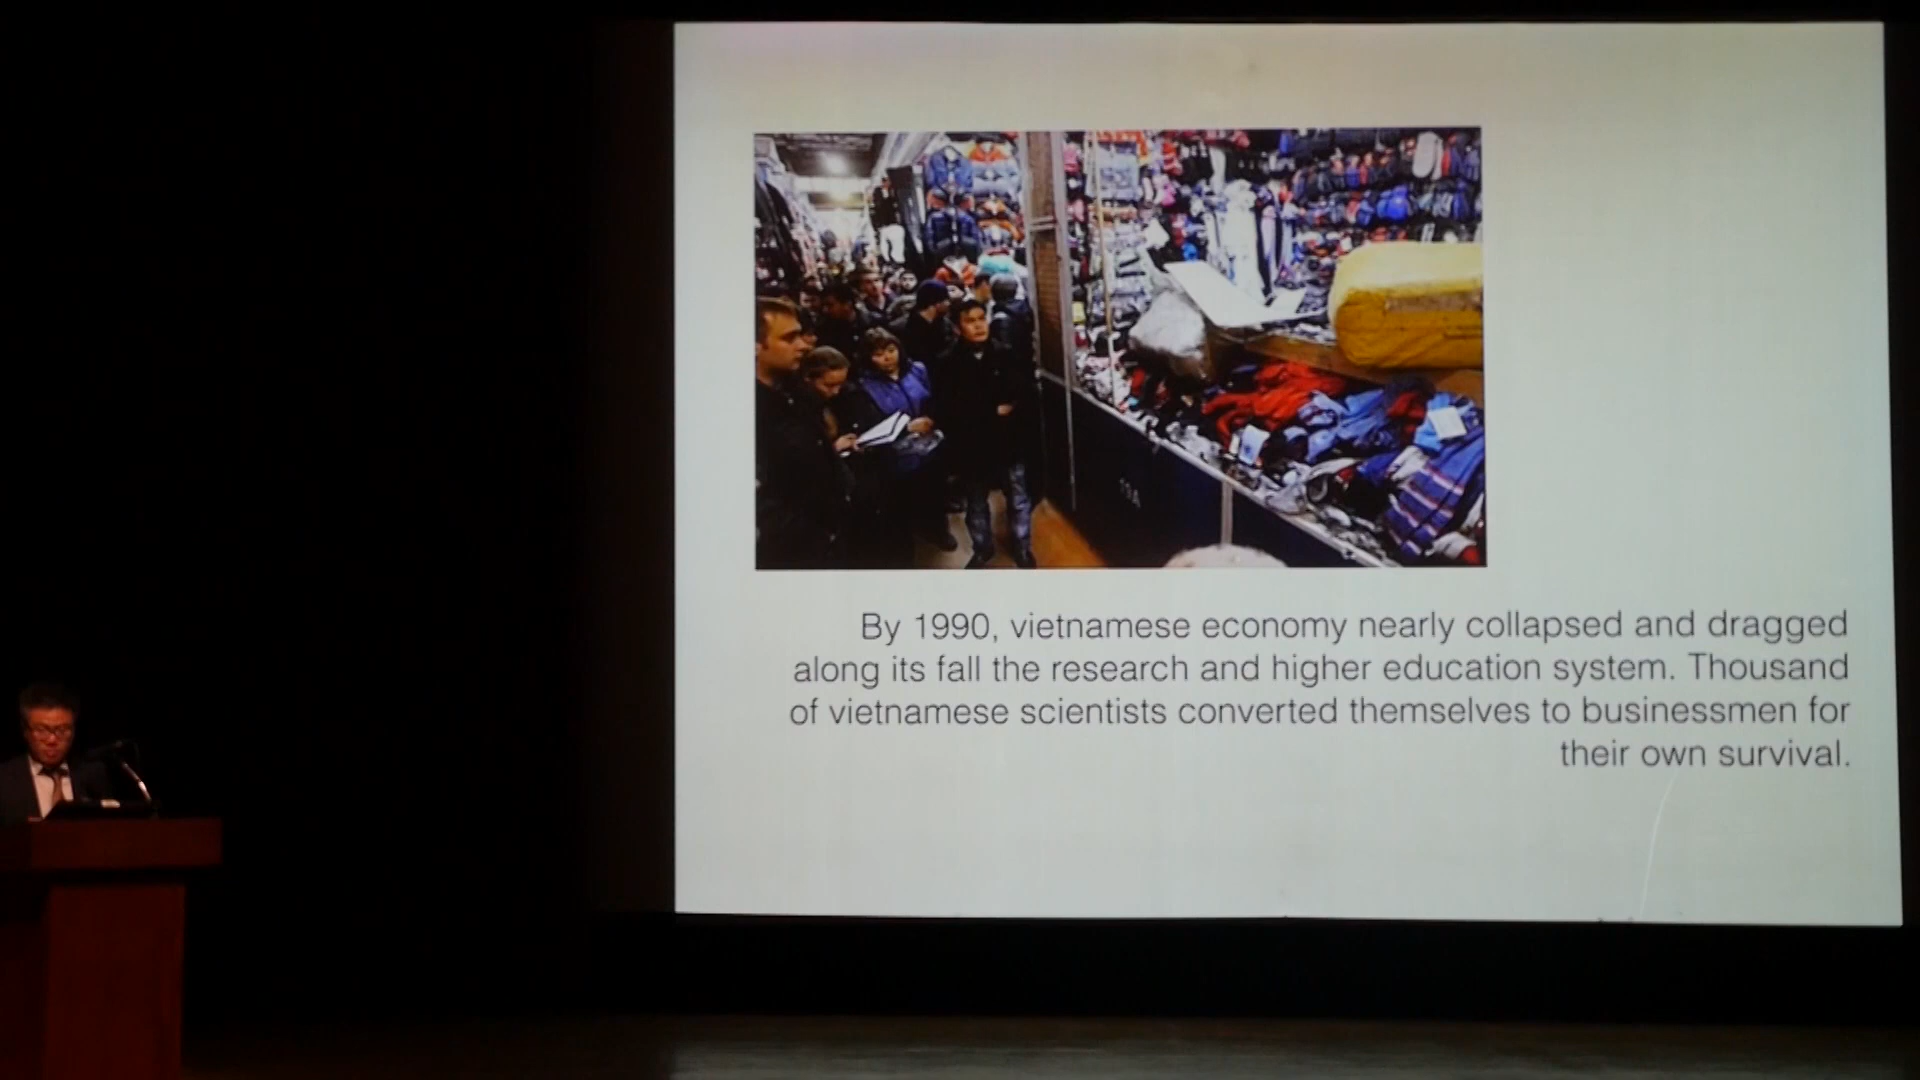 By 1990, vietnamese economy nearly collapsed and dragged
along its fall the research and higher education system. Thousand
of vietnamese scientists converted themselves to businessmen for
their own survival.